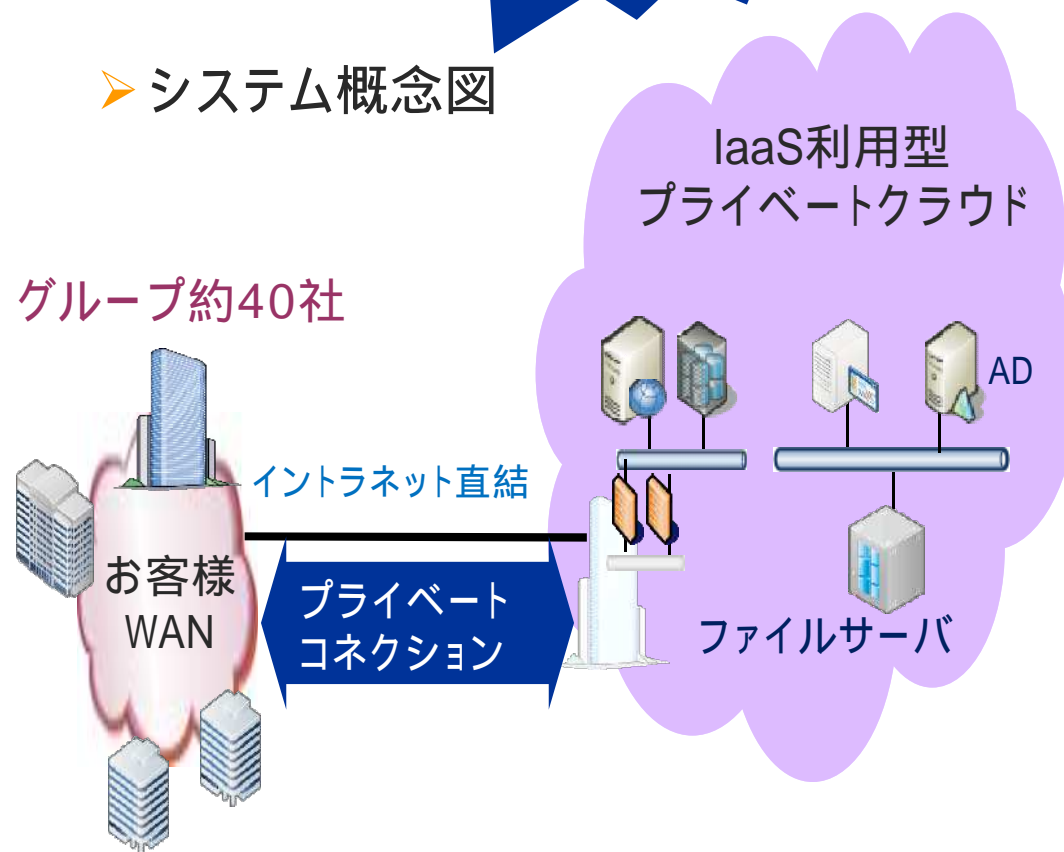 システム概念図
IaaS利用型
プライベートクラウド
グループ約40社
AD
イントラネット直結
お客様
WAN
プライベート
コネクション
ファイルサーバ